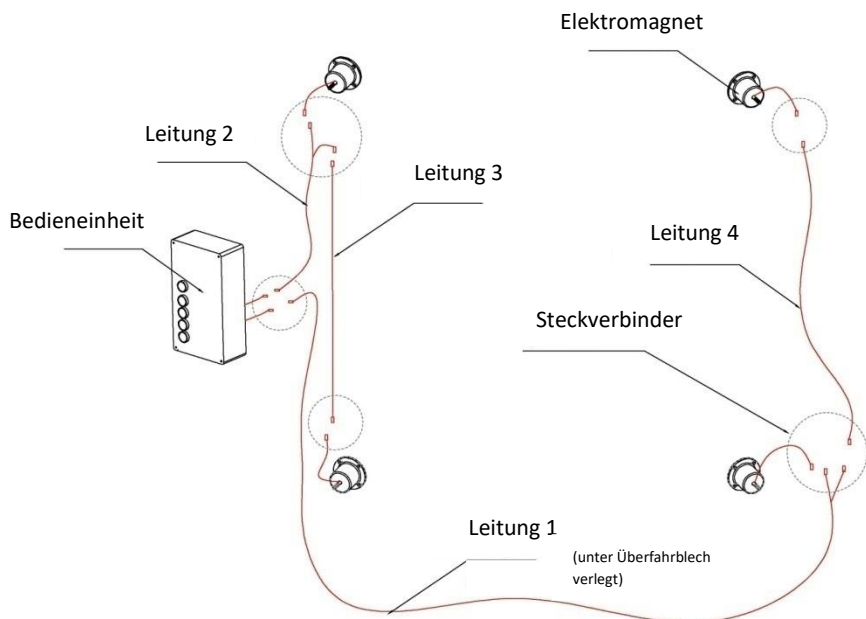 Elektromagnet
Leitung 2
Leitung 3
Bedieneinheit
Leitung 4
Steckverbinder
Leitung 1
(unter Überfahrblech
verlegt)